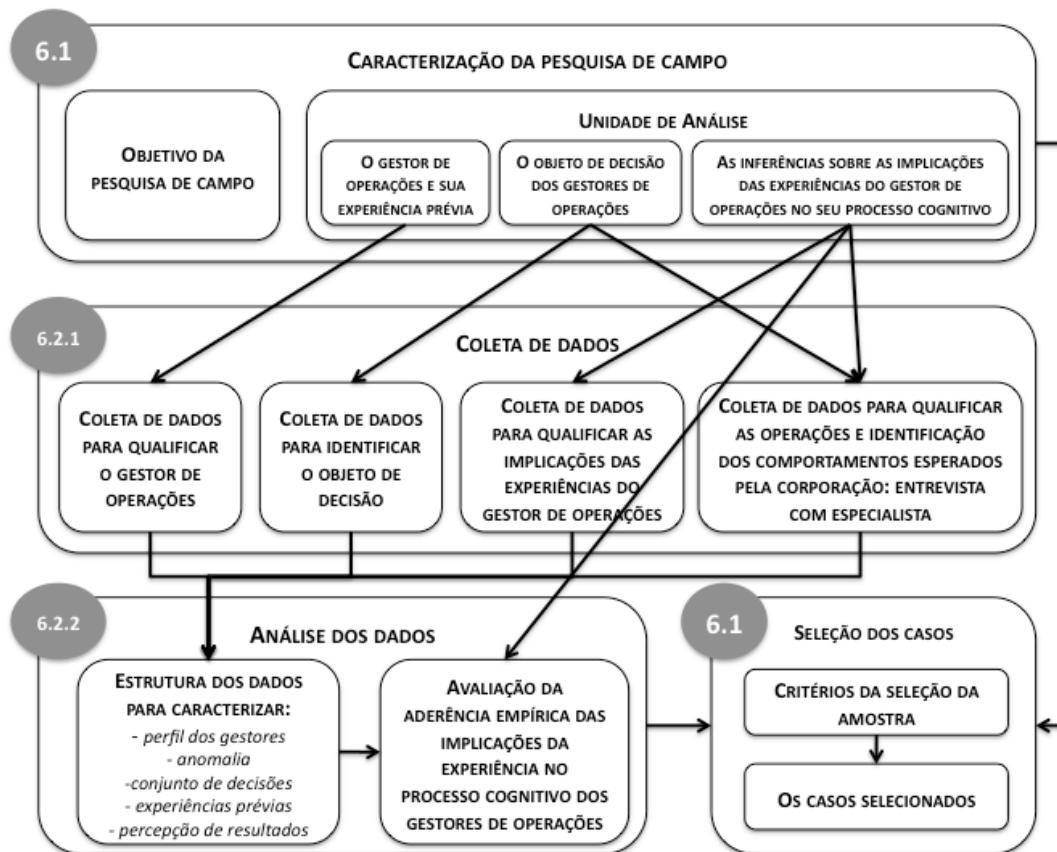 6.1
CARACTERIZAÇÃO DA PESQUISA DE CAMPO
OBJETIVO DA
PESQUISA DE CAMPO
UNIDADE DE ANÁLISE
O GESTOR DE
OPERAÇÕES E SUA
EXPERIÊNCIA PRÉVIA
O OBJETO DE DECISÃO
DOS GESTORES DE
OPERAÇÕES
AS INFERÊNCIAS SOBRE AS IMPLICAÇÕES
DAS EXPERIÊNCIAS DO GESTOR DE
OPERAÇÕES NO SEU PROCESSO COGNITIVO
6.2.1
COLETA DE DADOS
COLETA DE DADOS
PARA QUALIFICAR
O GESTOR DE
OPERAÇÕES
COLETA DE DADOS
PARA IDENTIFICAR
O OBJETO DE
DECISÃO
COLETA DE DADOS
PARA QUALIFICAR AS
IMPLICAÇÕES DAS
EXPERIÊNCIAS DO
GESTOR DE OPERAÇÕES
COLETA DE DADOS PARA QUALIFICAR
AS OPERAÇÕES E IDENTIFICAÇÃO
DOS COMPORTAMENTOS ESPERADOS
PELA CORPORAÇÃO: ENTREVISTA
COM ESPECIALISTA
6.2.2
ANÁLISE DOS DADOS
ESTRUTURA DOS DADOS
PARA CARACTERIZAR:
- perfil dos gestores
- anomalia
-conjunto de decisões
- experiências prévias
- percepção de resultados
AVALIAÇÃO DA
ADERÊNCIA EMPÍRICA DAS
IMPLICAÇÕES DA
EXPERIÊNCIA NO
PROCESSO COGNITIVO DOS
GESTORES DE OPERAÇÕES
6.1
SELEÇÃO DOS CASOS
CRITÉRIOS DA SELEÇÃO DA
AMOSTRA
OS CASOS SELECIONADOS